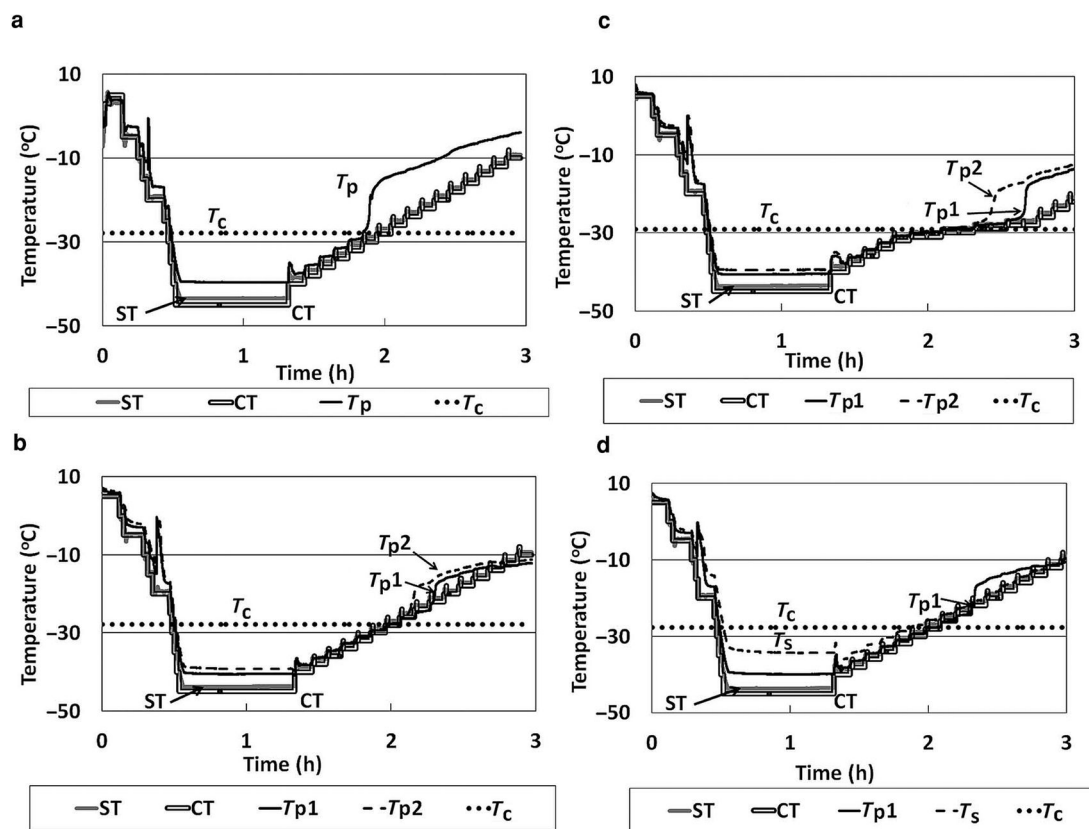 a
10
–10
–30
–50
Temperature (°C)
Tp
Tc
ST
CT
0
1
2
3
Time (h)
ST CT Tp Tc
b
10
–10
–30
–50
Temperature (°C)
Tp2
Tp1
Tc
ST
CT
0
1
2
3
Time (h)
ST CT Tp1 Tp2 Tc
c
10
–10
–30
–50
Temperature (°C)
Tp2
Tp1
Tc
ST
CT
0
1
2
3
Time (h)
ST CT Tp1 Tp2 Tc
d
10
–10
–30
–50
Temperature (°C)
Tc
Tp1
Ts
ST
CT
0
1
2
3
Time (h)
ST CT Tp1 Ts Tc